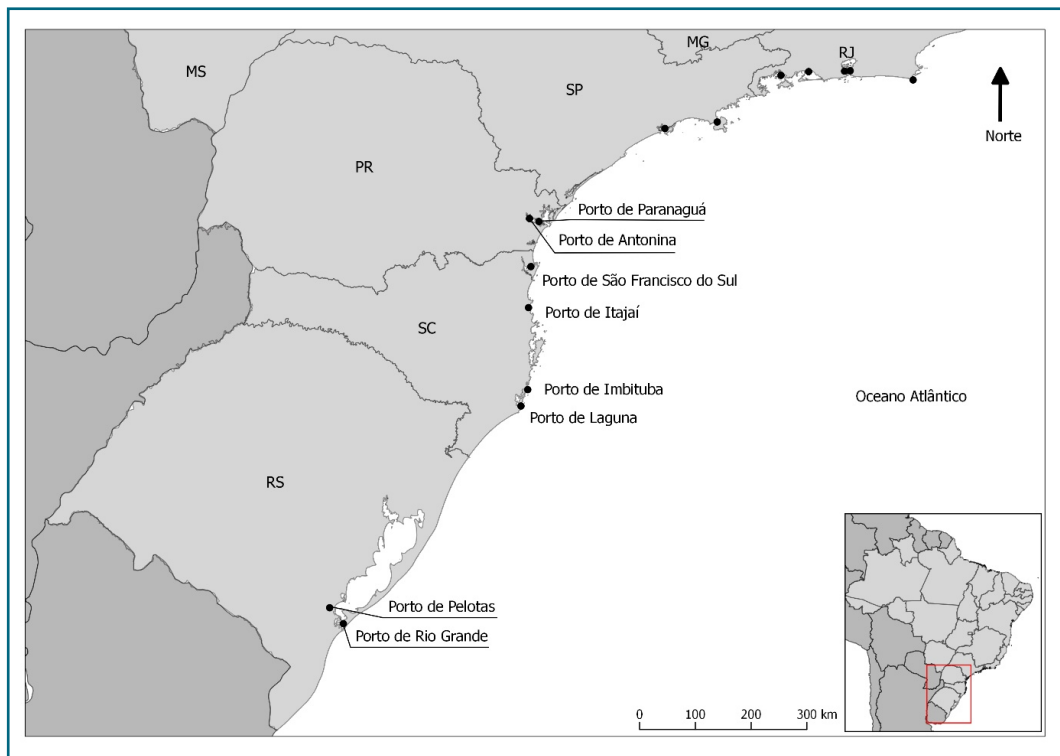 MG
RJ
MS
SP
Norte
PR
Porto de Paranaguá
Porto de Antonina
Porto de São Francisco do Sul
Porto de Itajaí
SC
Porto de Imbituba
Oceano Atlântico
Porto de Laguna
RS
Porto de Pelotas
Porto de Rio Grande
0 100 200 300 km